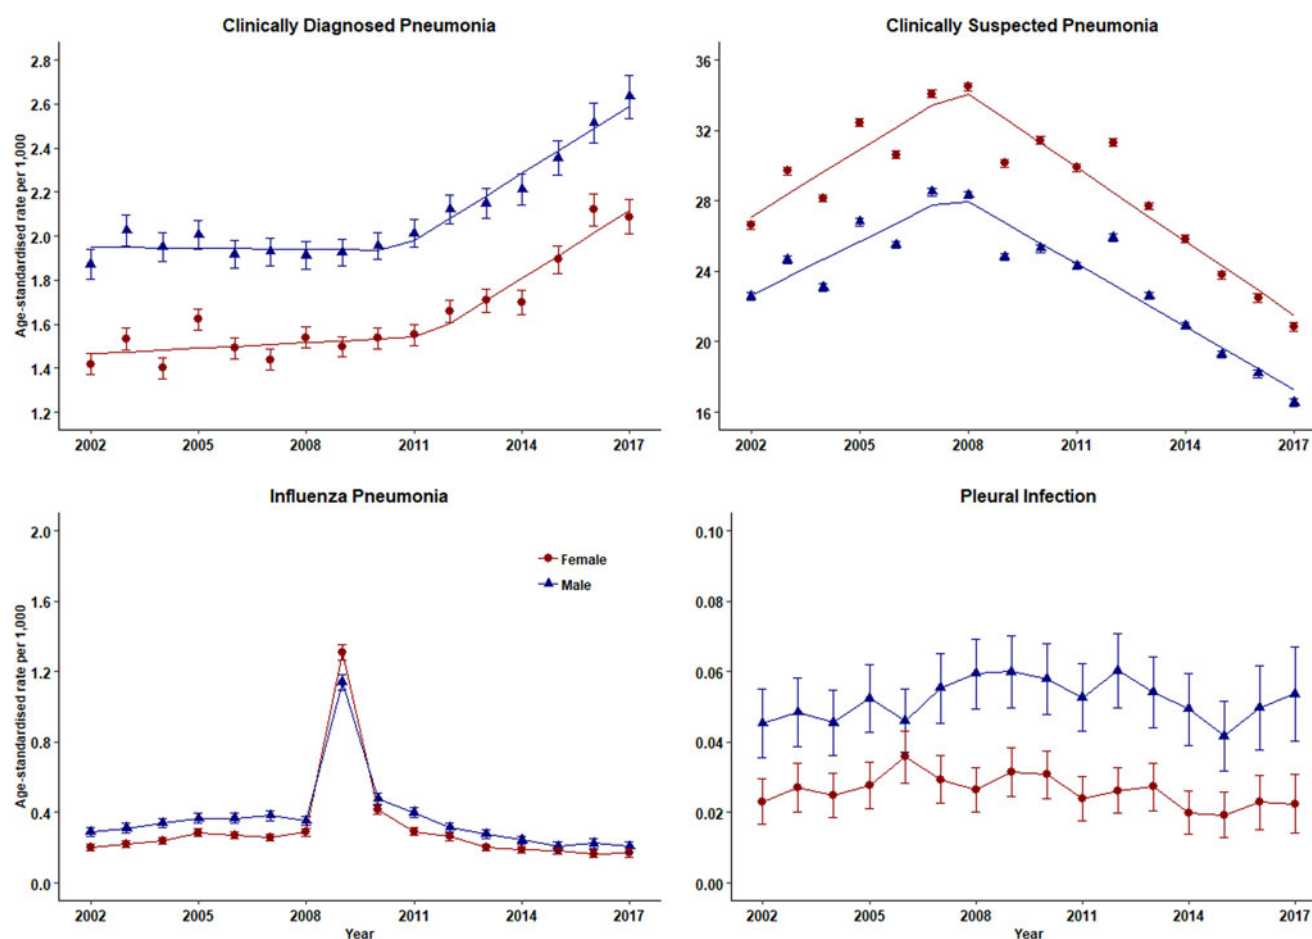 Clinically Diagnosed Pneumonia
Age-standardised rate per 1,000
2.8
2.6
2.4
2.2
2.0
1.8
1.6
1.4
1.2
2002 2005 2008 2011 2014 2017
Clinically Suspected Pneumonia
36
32
28
24
20
16
2002 2005 2008 2011 2014 2017
Influenza Pneumonia
Age-standardised rate per 1,000
2.0
1.6
1.2
0.8
0.4
0.0
Female
Male
2002 2005 2008 2011 2014 2017
Year
Pleural Infection
0.10
0.08
0.06
0.04
0.02
0.00
2002 2005 2008 2011 2014 2017
Year